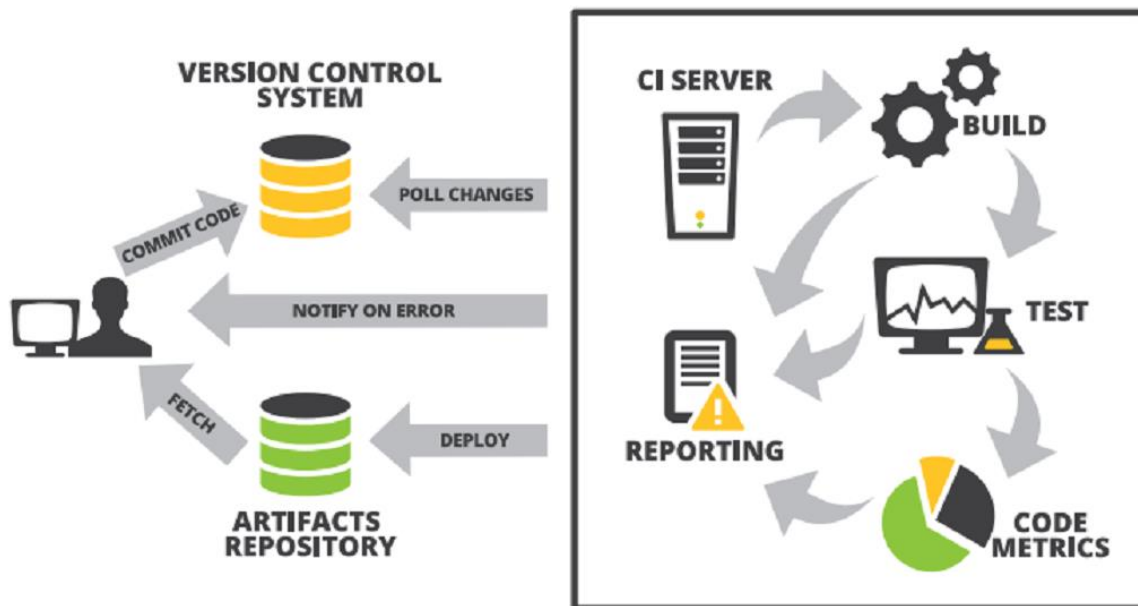 VERSION CONTROL
SYSTEM
POLL CHANGES
COMMIT CODE
NOTIFY ON ERROR
FETCH
DEPLOY
ARTIFACTS
REPOSITORY
CI SERVER
BUILD
TEST
REPORTING
CODE
METRICS